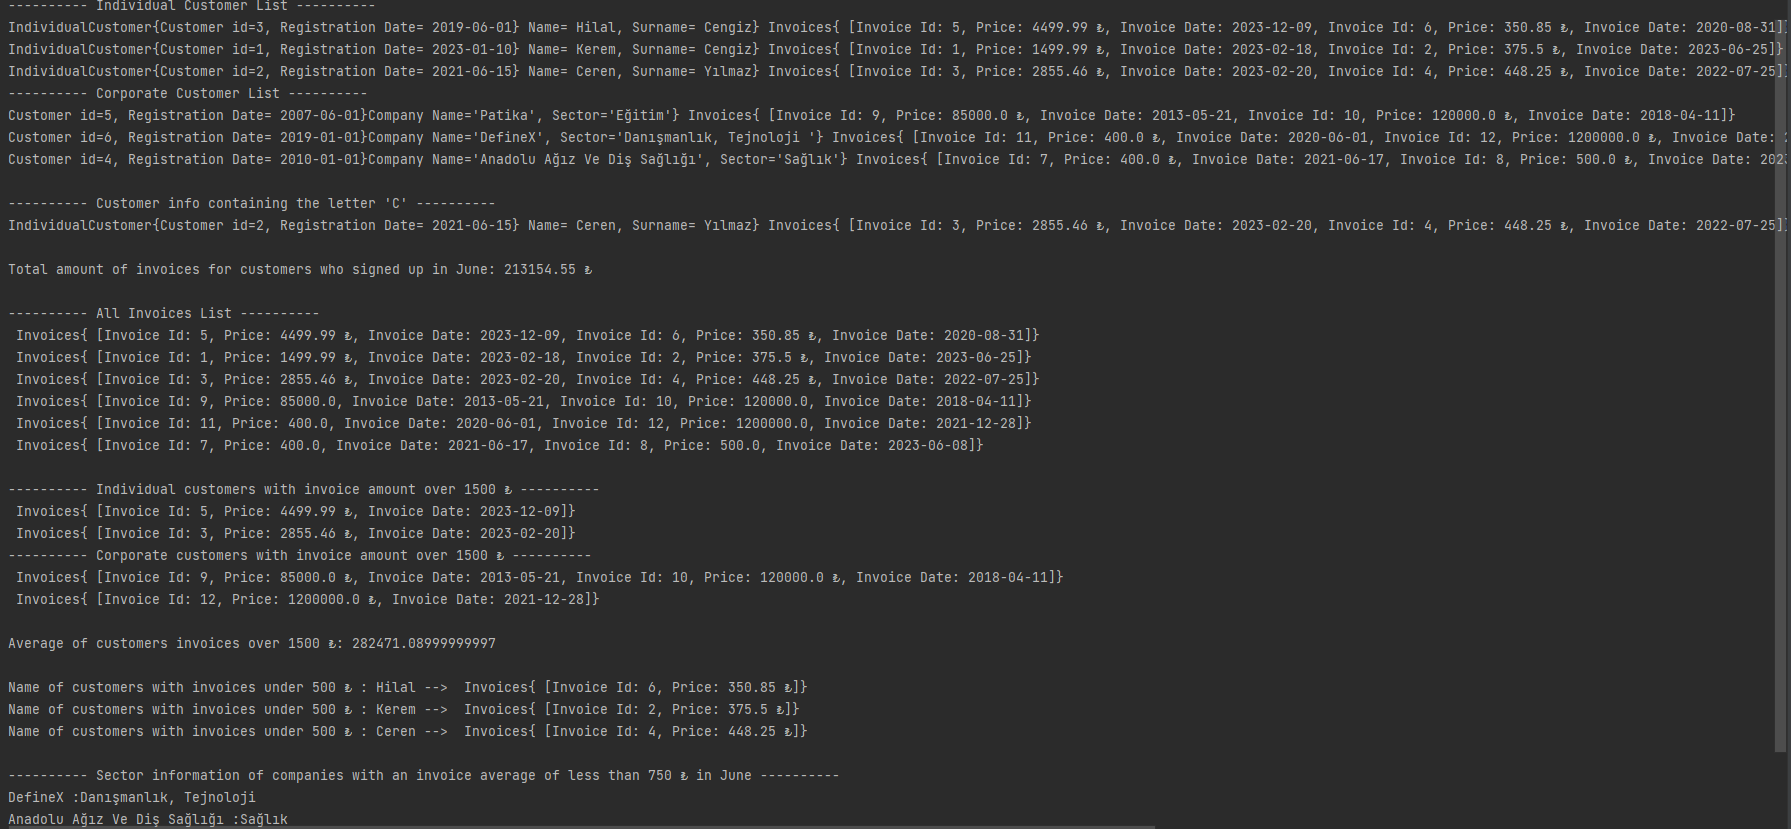 ---------- Individual Customer List ----------
IndividualCustomer{Customer id=3, Registration Date= 2019-06-01} Name= Hilal, Surname= Cengiz} Invoices{ [Invoice Id: 5, Price: 4499.99 ₺, Invoice Date: 2023-12-09, Invoice Id: 6, Price: 350.85 ₺, Invoice Date: 2020-08-31]}
IndividualCustomer{Customer id=1, Registration Date= 2023-01-10} Name= Kerem, Surname= Cengiz} Invoices{ [Invoice Id: 1, Price: 1499.99 ₺, Invoice Date: 2023-02-18, Invoice Id: 2, Price: 375.5 ₺, Invoice Date: 2023-06-25]}
IndividualCustomer{Customer id=2, Registration Date= 2021-06-15} Name= Ceren, Surname= Yılmaz} Invoices{ [Invoice Id: 3, Price: 2855.46 ₺, Invoice Date: 2023-02-20, Invoice Id: 4, Price: 448.25 ₺, Invoice Date: 2022-07-25]}
---------- Corporate Customer List ----------
Customer id=5, Registration Date= 2007-06-01}Company Name='Patika', Sector='Eğitim'} Invoices{ [Invoice Id: 9, Price: 85000.0 ₺, Invoice Date: 2013-05-21, Invoice Id: 10, Price: 120000.0 ₺, Invoice Date: 2018-04-11]}
Customer id=6, Registration Date= 2019-01-01}Company Name='DefineX', Sector='Danışmanlık, Tejnoloji '} Invoices{ [Invoice Id: 11, Price: 400.0 ₺, Invoice Date: 2020-06-01, Invoice Id: 12, Price: 1200000.0 ₺, Invoice Date:
Customer id=4, Registration Date= 2010-01-01}Company Name='Anadolu Ağız Ve Diş Sağlığı', Sector='Sağlık'} Invoices{ [Invoice Id: 7, Price: 400.0 ₺, Invoice Date: 2021-06-17, Invoice Id: 8, Price: 500.0 ₺, Invoice Date:
---------- Customer info containing the letter 'C' ----------
IndividualCustomer{Customer id=2, Registration Date= 2021-06-15} Name= Ceren, Surname= Yılmaz} Invoices{ [Invoice Id: 3, Price: 2855.46 ₺, Invoice Date: 2023-02-20, Invoice Id: 4, Price: 448.25 ₺, Invoice Date: 2022-07-25]}
Total amount of invoices for customers who signed up in June: 213154.55 ₺
---------- All Invoices List ----------
Invoices{ [Invoice Id: 5, Price: 4499.99 ₺, Invoice Date: 2023-12-09, Invoice Id: 6, Price: 350.85 ₺, Invoice Date: 2020-08-31]}
Invoices{ [Invoice Id: 1, Price: 1499.99 ₺, Invoice Date: 2023-02-18, Invoice Id: 2, Price: 375.5 ₺, Invoice Date: 2023-06-25]}
Invoices{ [Invoice Id: 3, Price: 2855.46 ₺, Invoice Date: 2023-02-20, Invoice Id: 4, Price: 448.25 ₺, Invoice Date: 2022-07-25]}
Invoices{ [Invoice Id: 9, Price: 85000.0, Invoice Date: 2013-05-21, Invoice Id: 10, Price: 120000.0, Invoice Date: 2018-04-11]}
Invoices{ [Invoice Id: 11, Price: 400.0, Invoice Date: 2020-06-01, Invoice Id: 12, Price: 1200000.0, Invoice Date: 2021-12-28]}
Invoices{ [Invoice Id: 7, Price: 400.0, Invoice Date: 2021-06-17, Invoice Id: 8, Price: 500.0, Invoice Date: 2023-06-08]}
---------- Individual customers with invoice amount over 1500 ₺ ----------
Invoices{ [Invoice Id: 5, Price: 4499.99 ₺, Invoice Date: 2023-12-09]}
Invoices{ [Invoice Id: 3, Price: 2855.46 ₺, Invoice Date: 2023-02-20]}
---------- Corporate customers with invoice amount over 1500 ₺ ----------
Invoices{ [Invoice Id: 9, Price: 85000.0 ₺, Invoice Date: 2013-05-21, Invoice Id: 10, Price: 120000.0 ₺, Invoice Date: 2018-04-11]}
Invoices{ [Invoice Id: 12, Price: 1200000.0 ₺, Invoice Date: 2021-12-28]}
Average of customers invoices over 1500 ₺: 282471.08999999997
Name of customers with invoices under 500 ₺ : Hilal -->  Invoices{ [Invoice Id: 6, Price: 350.85 ₺]}
Name of customers with invoices under 500 ₺ : Kerem -->  Invoices{ [Invoice Id: 2, Price: 375.5 ₺]}
Name of customers with invoices under 500 ₺ : Ceren -->  Invoices{ [Invoice Id: 4, Price: 448.25 ₺]}
---------- Sector information of companies with an invoice average of less than 750 ₺ in June ----------
DefineX :Danışmanlık, Tejnoloji
Anadolu Ağız Ve Diş Sağlığı :Sağlık